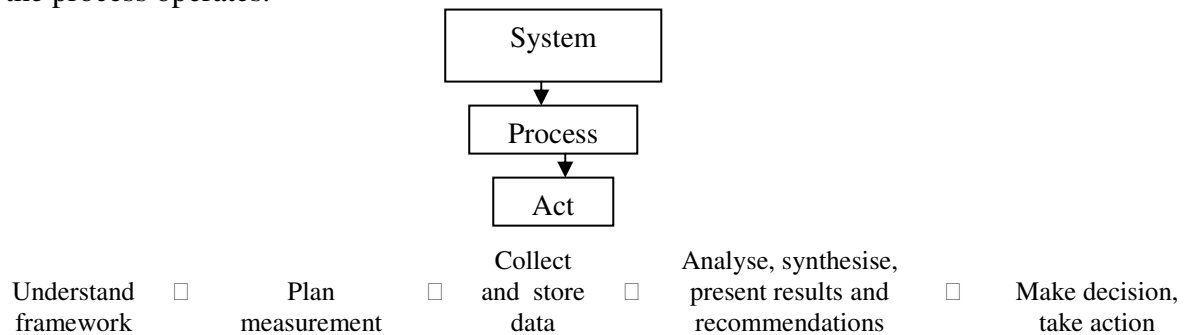 the process operates.
System
Process
Act
Understand
framework
□
Plan
measurement
□
Collect
and store
data
□
Analyse, synthesise,
present results and
recommendations
□
Make decision,
take action